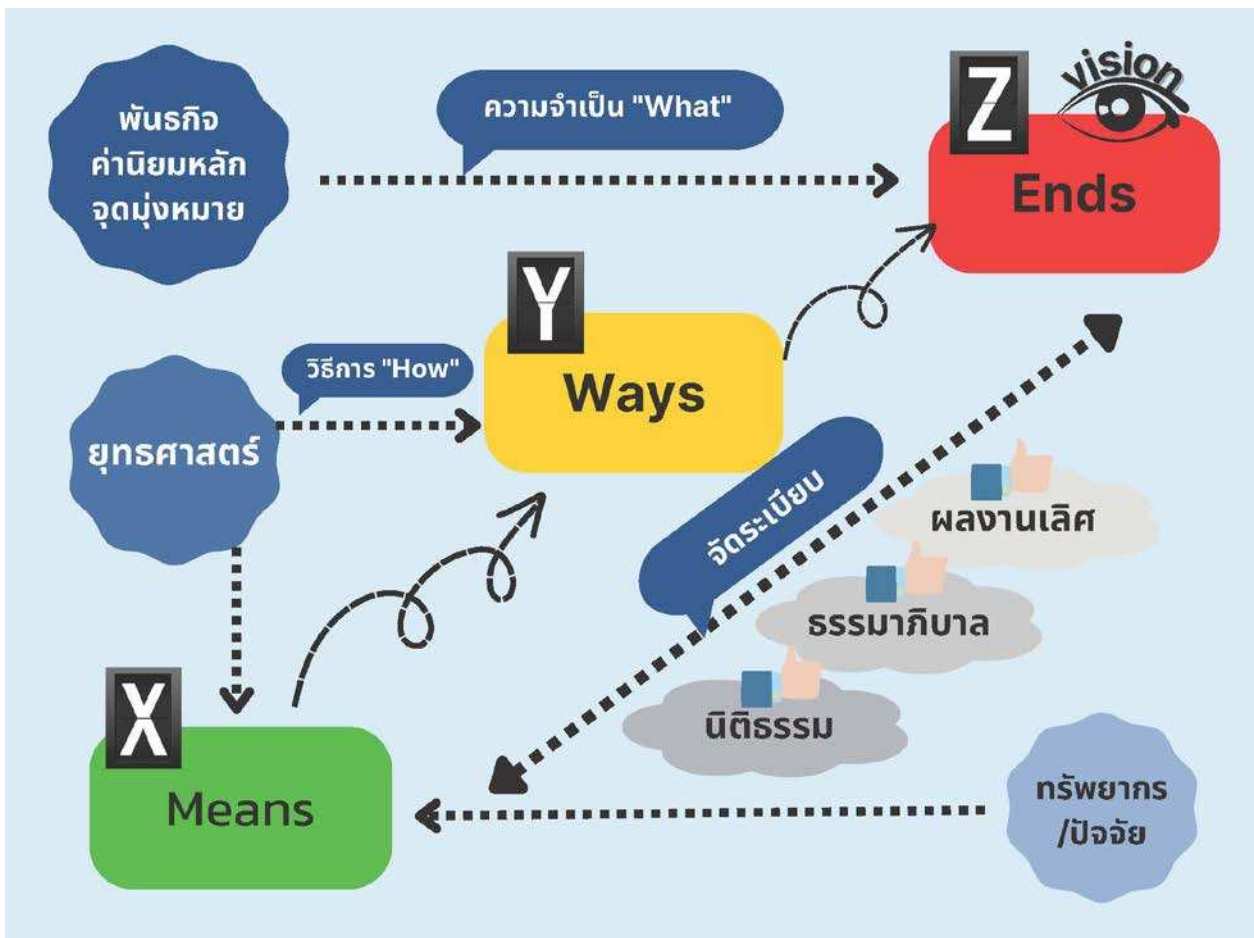 พันธกิจ
ค่านิยมหลัก
จุดมุ่งหมาย
ความจำเป็น "What"
Z
vision
Ends
Y
Ways
วิธีการ "How"
ยุทธศาสตร์
จัดระเบียบ
ผลงานเลิศ
ธรรมาภิบาล
นิติธรรม
X
Means
ทรัพยากร
/ปัจจัย